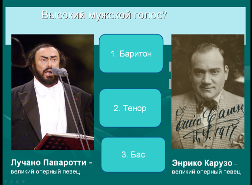 Высокий мужской голос?
1. Баритон
2. Тенор
3. Бас
Лучано Паваротти –
великий оперный певец
Энрико Карузо –
великий оперный певец
1917